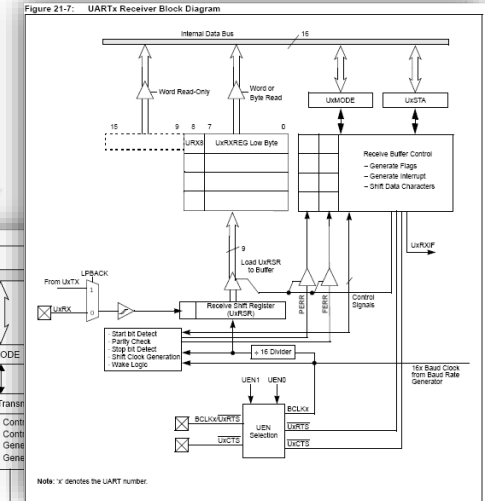 Figure 21-7: UARTx Receiver Block Diagram
Internal Data Bus
16
Word Read-Only
Word or
Byte Read
UxMODE
UxSTA
15 9 8 7 0
URX8 UxRXREG Low Byte
Receive Buffer Control
– Generate Flags
– Generate Interrupt
– Shift Data Characters
9
Load UxRSR
to Buffer
UxRXIF
LPBACK
From UxTX
1
UxRX
0
Receive Shift Register
(UxRSR)
PERR
FERR
Control
Signals
ODE
· Start bit Detect
· Parity Check
· Stop bit Detect
· Shift Clock Generation
· Wake Logic
÷ 16 Divider
16x Baud Clock
from Baud Rate
Generator
UEN1 UEN0
Transm
Contr
Contr
Gene
Gene
BCLKx/UxRTS
UxCTS
UEN
Selection
BCLKx
UxRTS
UxCTS
Note: 'x' denotes the UART number.